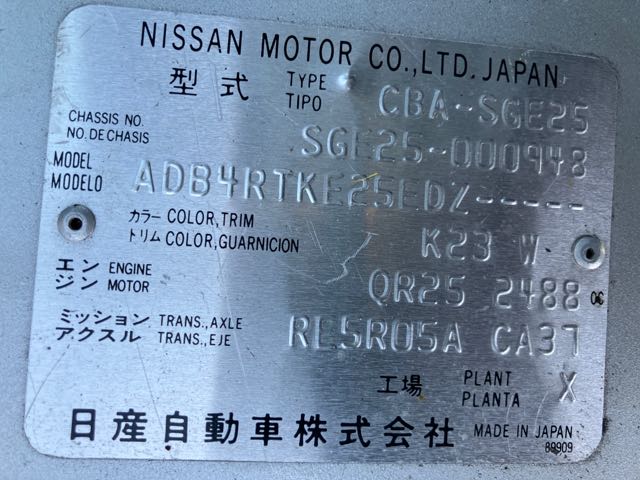 NISSAN MOTOR CO.,LTD. JAPAN
型式 TYPE TIPO CBA-SGE25
CHASSIS NO. NO. DE CHASIS SGE25-000948
MODEL MODELO ADB4RTKE25EDZ-----
カラー COLOR,TRIM
トリム COLOR,GUARNICION K23 W
エンジン ENGINE MOTOR QR25 2488 cc
ミッション TRANS.,AXLE
アクスル TRANS.,EJE RE5R05A CA37
工場 PLANT PLANTA X
日産自動車株式会社 MADE IN JAPAN
89909